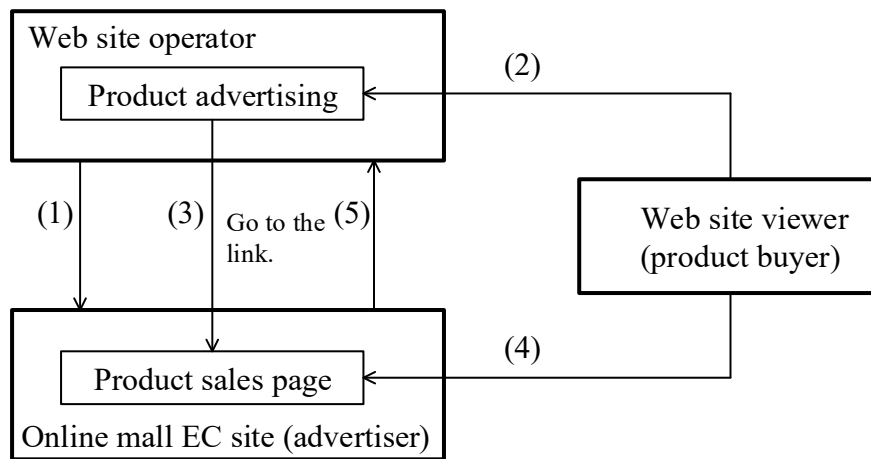 Web site operator
Product advertising
(2)
(1)
(3)
Go to the
link.
(5)
Web site viewer
(product buyer)
(4)
Product sales page
Online mall EC site (advertiser)